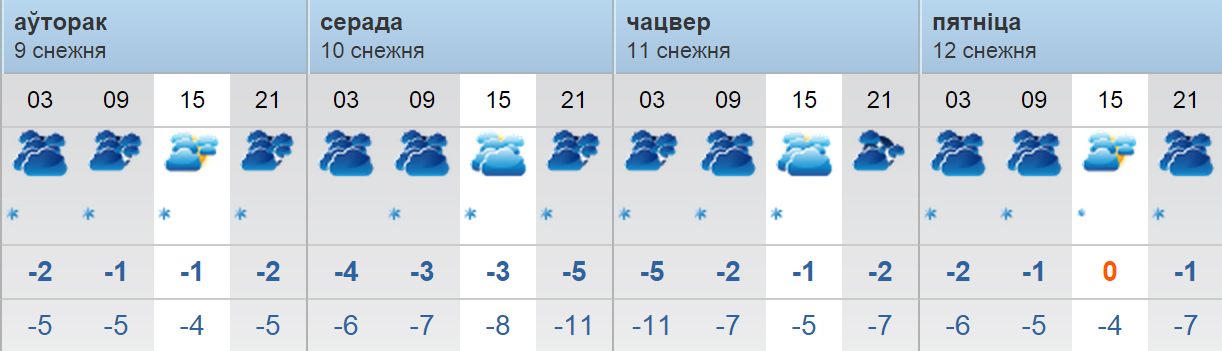 аўторак серада чацвер пятніца
9 снежня 10 снежня 11 снежня 12 снежня
03 09 15 21 03 09 15 21 03 09 15 21 03 09 15 21
-2 -1 -1 -2 -4 -3 -3 -5 -5 -2 -1 -2 -2 -1 0 -1
-5 -5 -4 -5 -6 -7 -8 -11 -11 -7 -5 -7 -6 -5 -4 -7